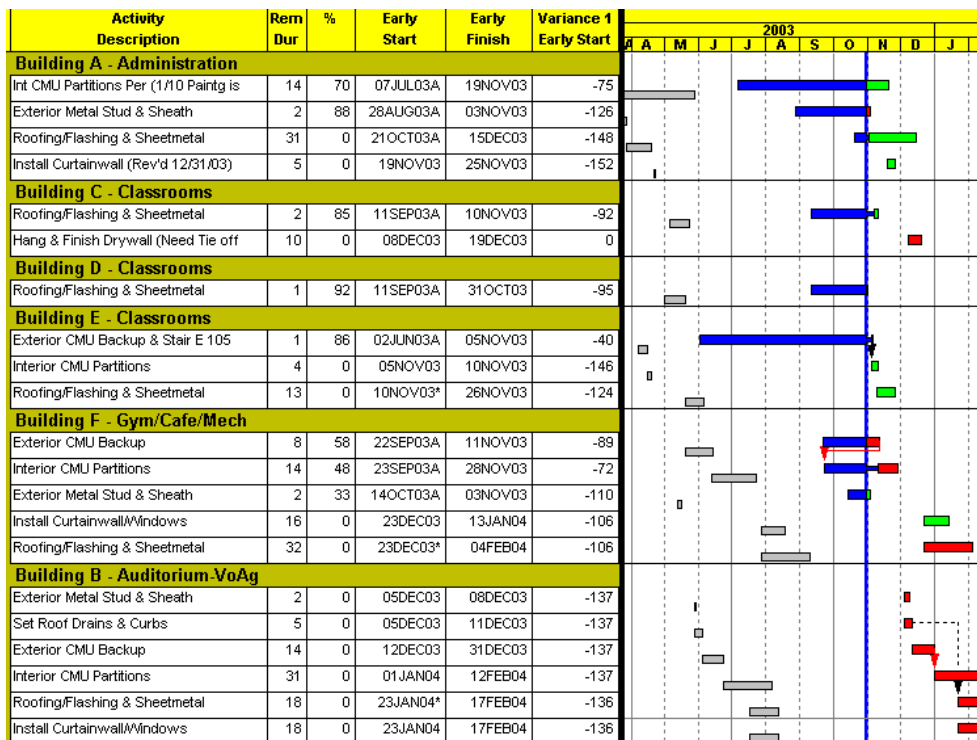 Activity Rem % Early Early Variance 1 2003
Description Dur Start Finish Early Start A A M J J A S O N D J
Building A - Administration
Int CMU Partitions Per (1/10 Paintg is 14 70 07JUL03A 19NOV03 -75
Exterior Metal Stud & Sheath 2 88 28AUG03A 03NOV03 -126
Roofing/Flashing & Sheetmetal 31 0 21OCT03A 15DEC03 -148
Install Curtainwall (Rev'd 12/31/03) 5 0 19NOV03 25NOV03 -152
Building C - Classrooms
Roofing/Flashing & Sheetmetal 2 85 11SEP03A 10NOV03 -92
Hang & Finish Drywall (Need Tie off 10 0 08DEC03 19DEC03 0
Building D - Classrooms
Roofing/Flashing & Sheetmetal 1 92 11SEP03A 31OCT03 -95
Building E - Classrooms
Exterior CMU Backup & Stair E 105 1 86 02JUN03A 05NOV03 -40
Interior CMU Partitions 4 0 05NOV03 10NOV03 -146
Roofing/Flashing & Sheetmetal 13 0 10NOV03* 26NOV03 -124
Building F - Gym/Cafe/Mech
Exterior CMU Backup 8 58 22SEP03A 11NOV03 -89
Interior CMU Partitions 14 48 23SEP03A 28NOV03 -72
Exterior Metal Stud & Sheath 2 33 14OCT03A 03NOV03 -110
Install Curtainwall/Windows 16 0 23DEC03 13JAN04 -106
Roofing/Flashing & Sheetmetal 32 0 23DEC03* 04FEB04 -106
Building B - Auditorium-VoAg
Exterior Metal Stud & Sheath 2 0 05DEC03 08DEC03 -137
Set Roof Drains & Curbs 5 0 05DEC03 11DEC03 -137
Exterior CMU Backup 14 0 12DEC03 31DEC03 -137
Interior CMU Partitions 31 0 01JAN04 12FEB04 -137
Roofing/Flashing & Sheetmetal 18 0 23JAN04* 17FEB04 -136
Install Curtainwall/Windows 18 0 23JAN04 17FEB04 -136